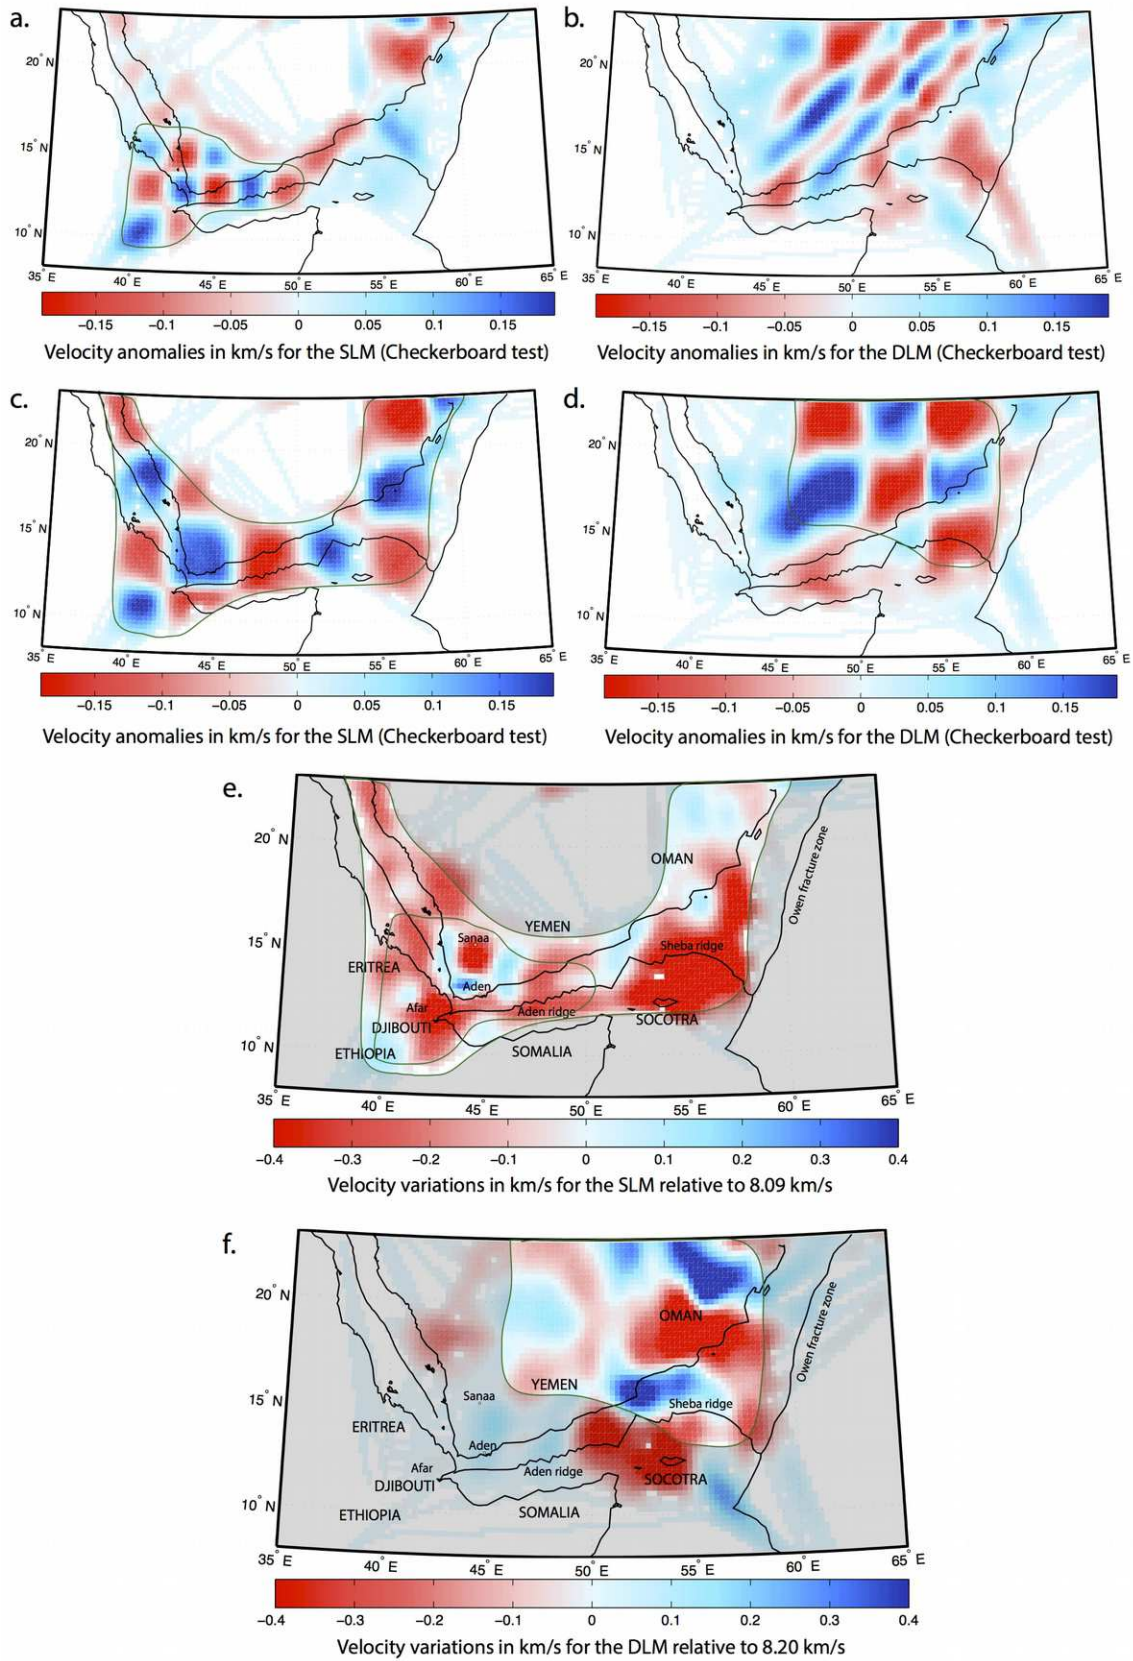 a.
20° N
15° N
10° N
35° E
40° E
45° E
50° E
55° E
60° E
65° E
−0.15 −0.1 −0.05 0 0.05 0.1 0.15
Velocity anomalies in km/s for the SLM (Checkerboard test)
b.
20° N
15° N
10° N
35° E
40° E
45° E
50° E
55° E
60° E
65° E
−0.15 −0.1 −0.05 0 0.05 0.1 0.15
Velocity anomalies in km/s for the DLM (Checkerboard test)
c.
20° N
15° N
10° N
35° E
40° E
45° E
50° E
55° E
60° E
65° E
−0.15 −0.1 −0.05 0 0.05 0.1 0.15
Velocity anomalies in km/s for the SLM (Checkerboard test)
d.
20° N
15° N
10° N
35° E
40° E
45° E
50° E
55° E
60° E
65° E
−0.15 −0.1 −0.05 0 0.05 0.1 0.15
Velocity anomalies in km/s for the DLM (Checkerboard test)
e.
20° N
15° N
10° N
OMAN
Owen fracture zone
YEMEN
Sanaa
Sheba ridge
ERITREA
Aden
Afar
Aden ridge
DJIBOUTI
SOCOTRA
ETHIOPIA
SOMALIA
35° E
40° E
45° E
50° E
55° E
60° E
65° E
−0.4 −0.3 −0.2 −0.1 0 0.1 0.2 0.3 0.4
Velocity variations in km/s for the SLM relative to 8.09 km/s
f.
20° N
15° N
10° N
OMAN
Owen fracture zone
YEMEN
Sanaa
Sheba ridge
ERITREA
Aden
Afar
Aden ridge
DJIBOUTI
SOCOTRA
ETHIOPIA
SOMALIA
35° E
40° E
45° E
50° E
55° E
60° E
65° E
−0.4 −0.3 −0.2 −0.1 0 0.1 0.2 0.3 0.4
Velocity variations in km/s for the DLM relative to 8.20 km/s